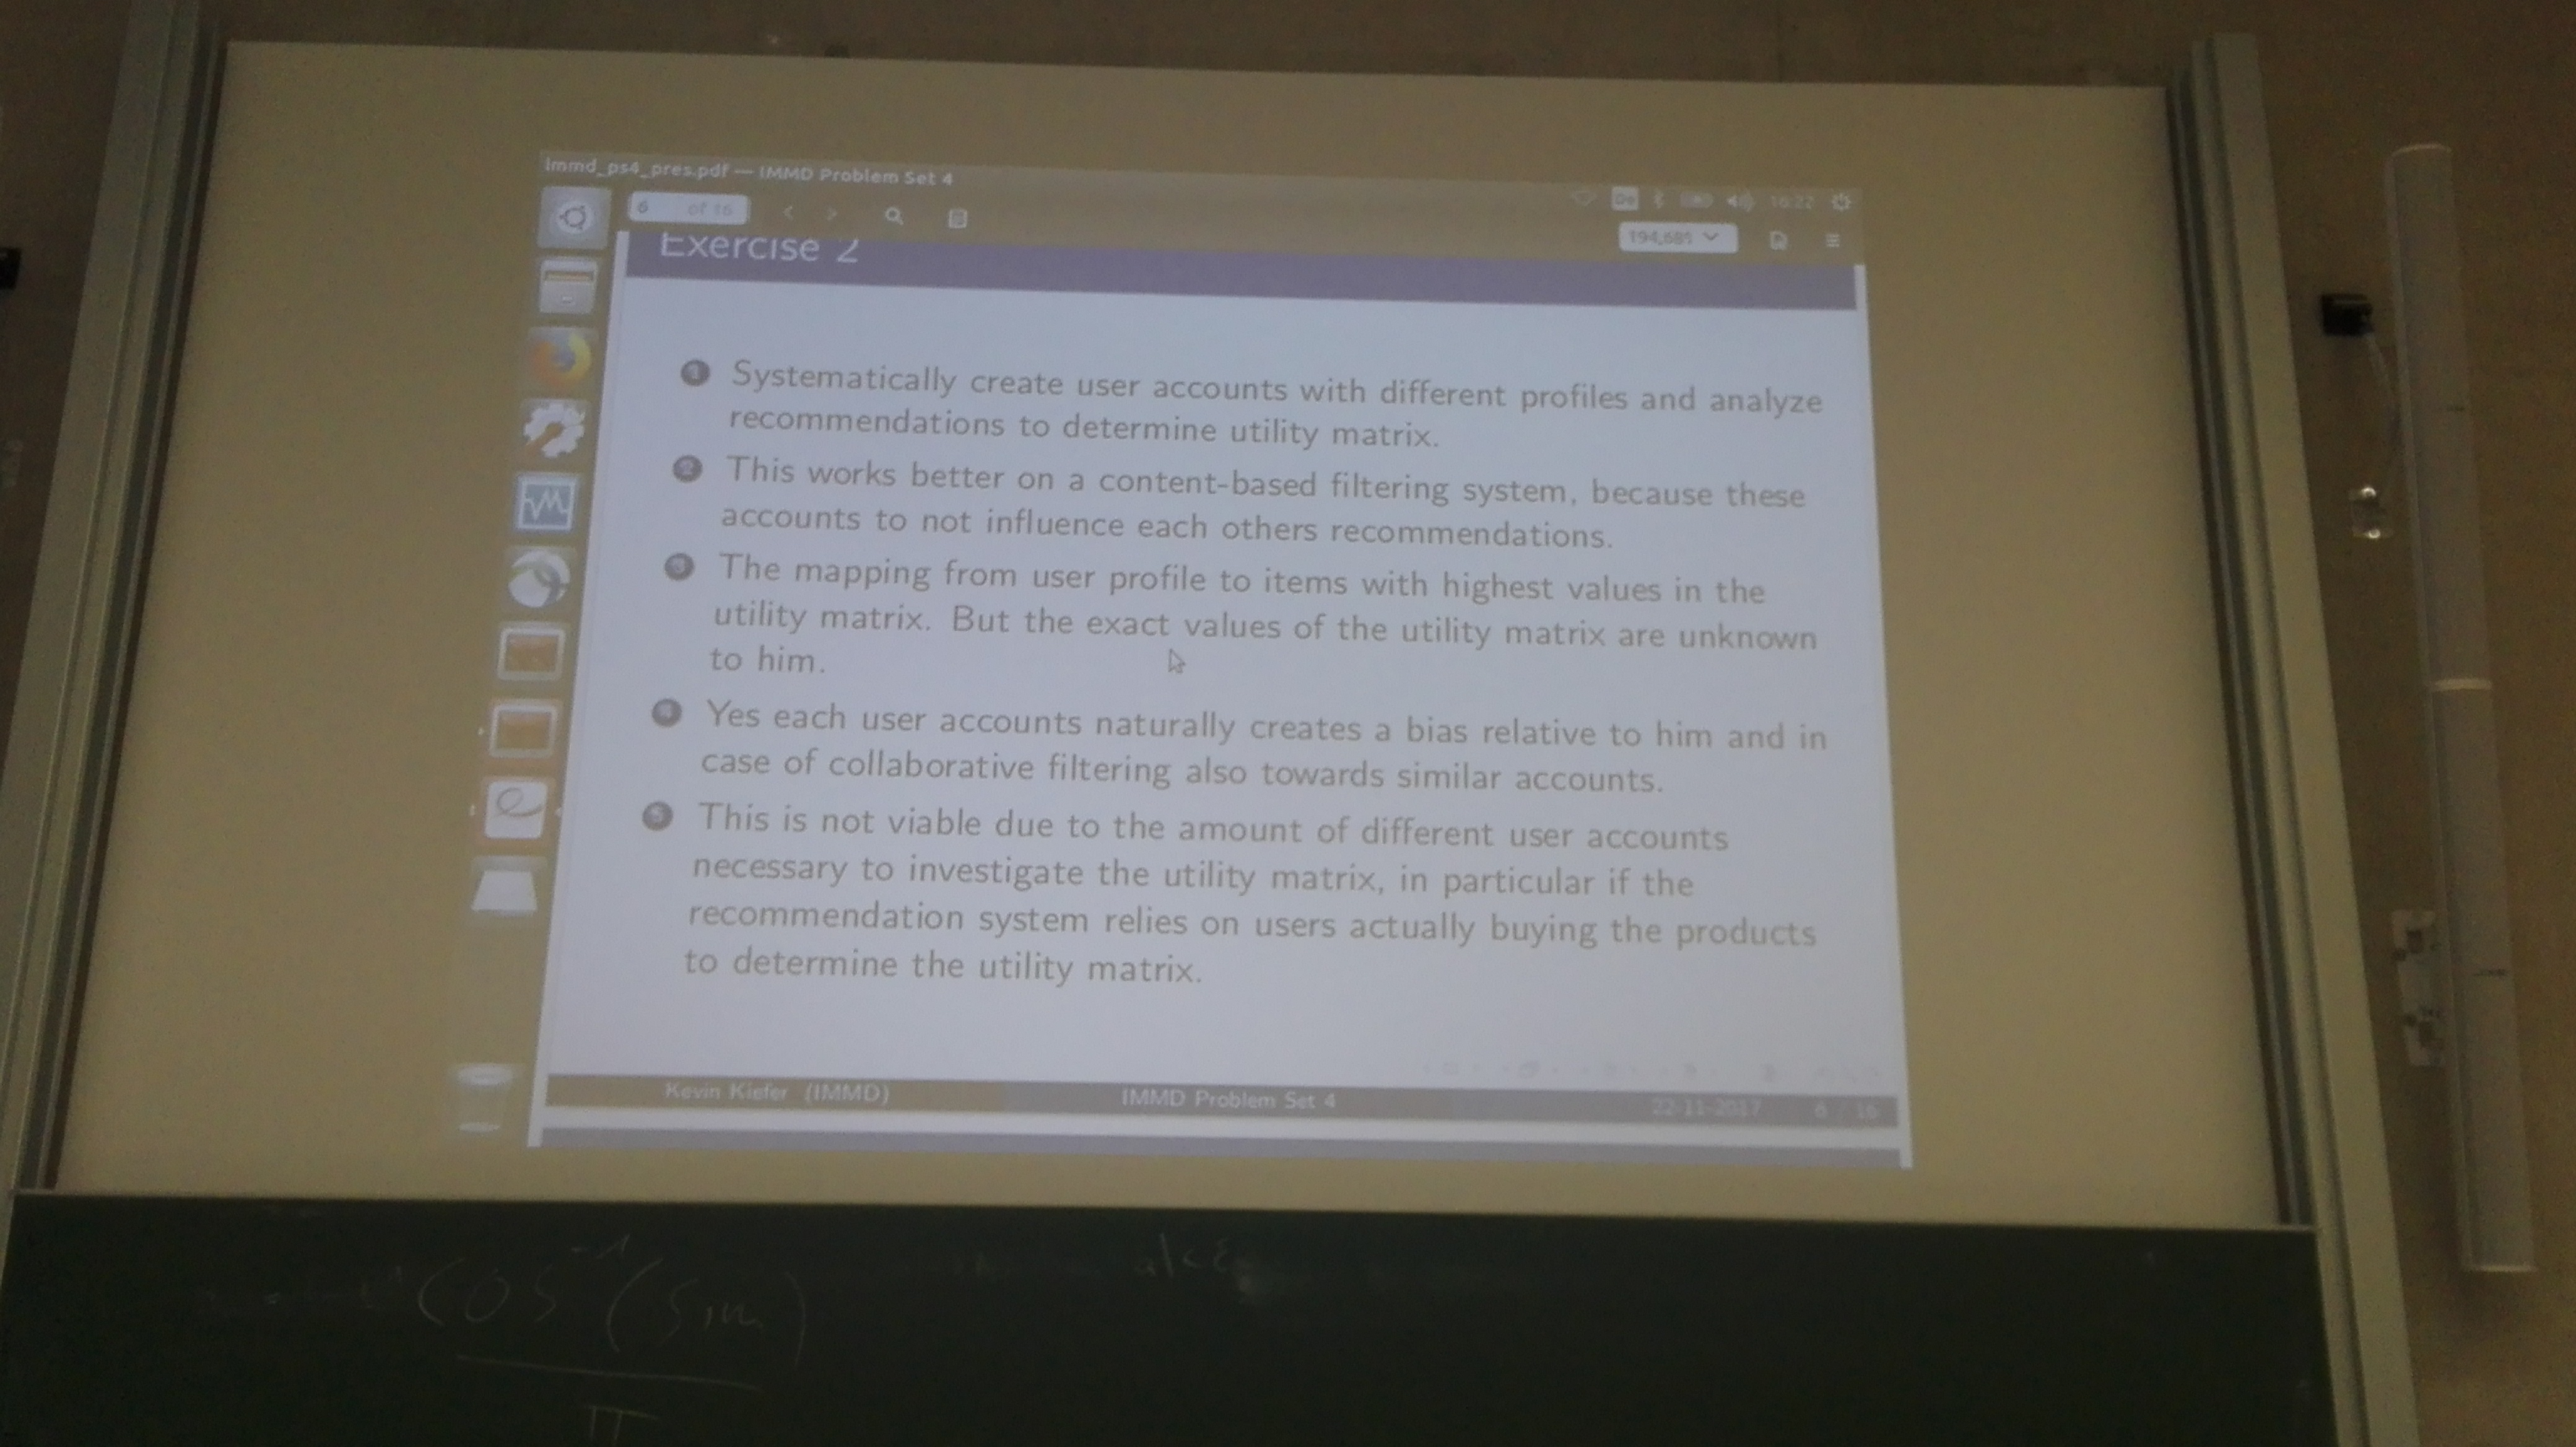 immd_ps4_pres.pdf — IMMD Problem Set 4
6 of 16
16:22
194,68%
Exercise 2
1 Systematically create user accounts with different profiles and analyze
recommendations to determine utility matrix.
2 This works better on a content-based filtering system, because these
accounts to not influence each others recommendations.
3 The mapping from user profile to items with highest values in the
utility matrix. But the exact values of the utility matrix are unknown
to him.
4 Yes each user accounts naturally creates a bias relative to him and in
case of collaborative filtering also towards similar accounts.
5 This is not viable due to the amount of different user accounts
necessary to investigate the utility matrix, in particular if the
recommendation system relies on users actually buying the products
to determine the utility matrix.
Kevin Kiefer (IMMD) IMMD Problem Set 4 22-11-2017 6 / 16
cos⁻¹(sim)
π